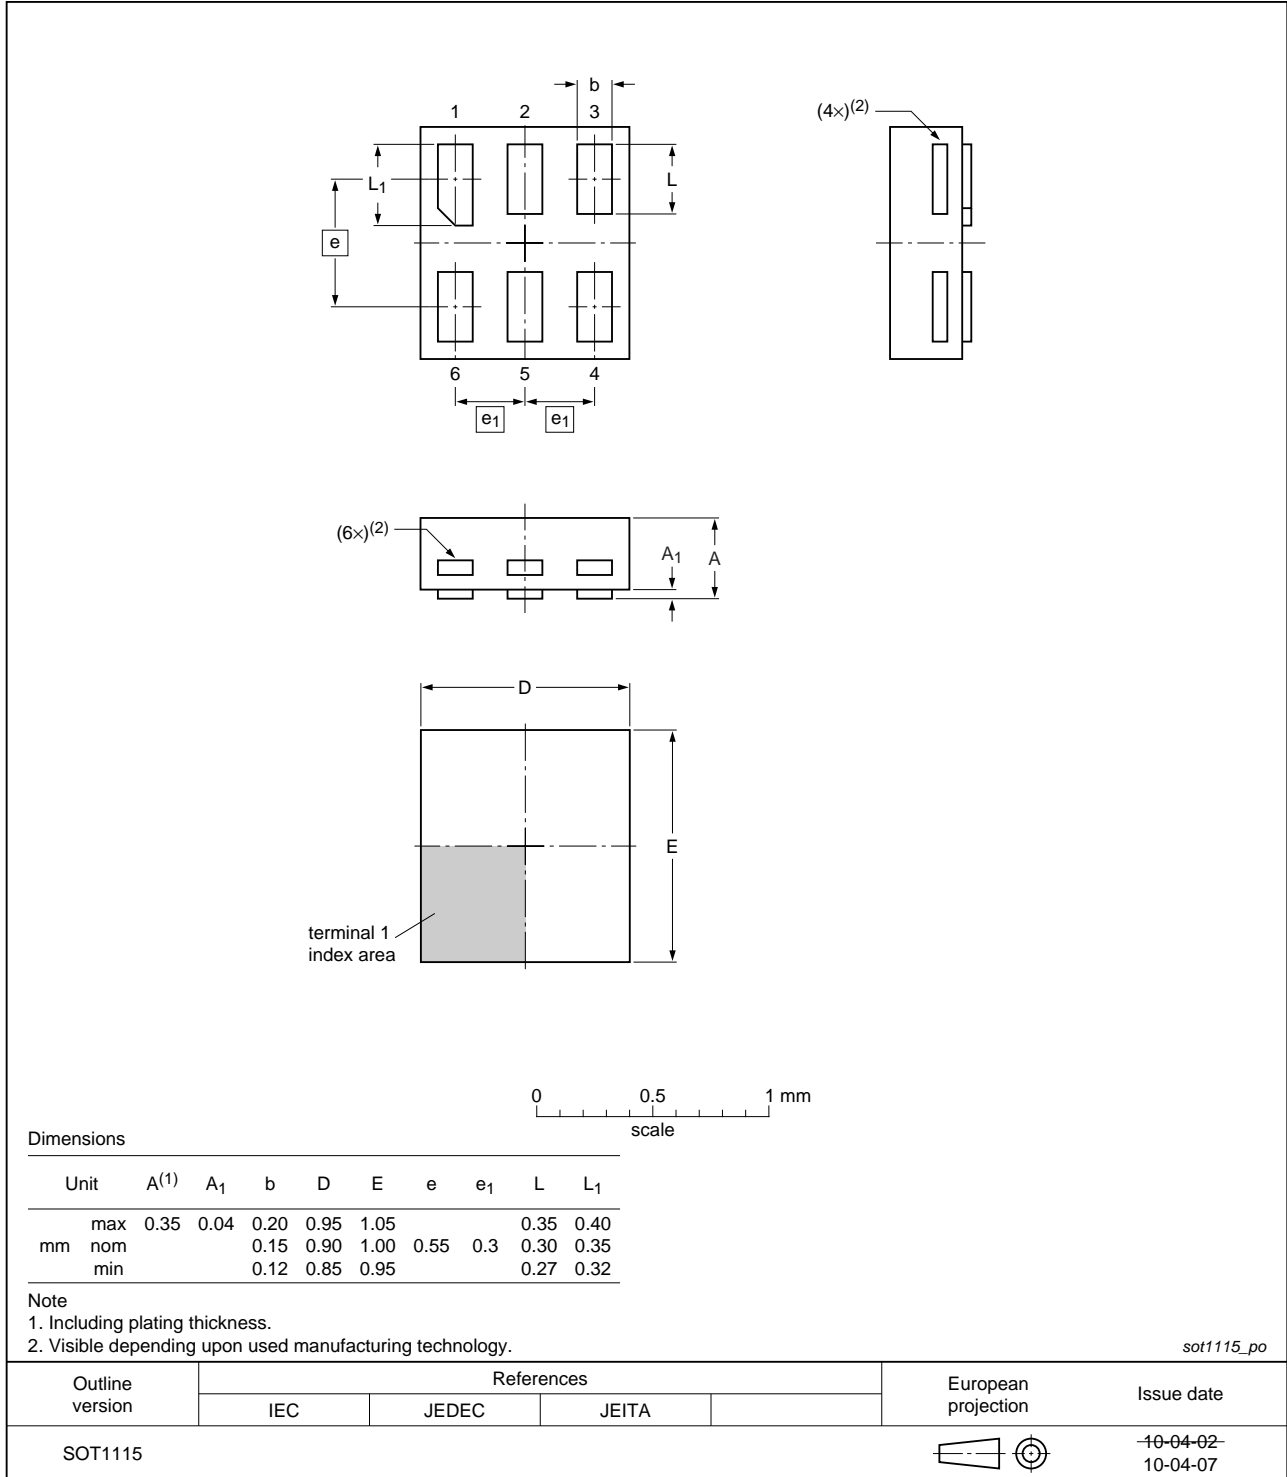 b
1 2 3
(4×)(2)
L1
L
e
6 5 4
e1 e1
(6×)(2)
A1 A
D
E
terminal 1
index area
0 0.5 1 mm
scale
Dimensions
Unit A(1) A1 b D E e e1 L L1
max 0.35 0.04 0.20 0.95 1.05 0.35 0.40
mm nom 0.15 0.90 1.00 0.55 0.3 0.30 0.35
min 0.12 0.85 0.95 0.27 0.32
Note
1. Including plating thickness.
2. Visible depending upon used manufacturing technology.
sot1115_po
Outline
version
References
IEC JEDEC JEITA
European
projection
Issue date
SOT1115
10-04-02
10-04-07